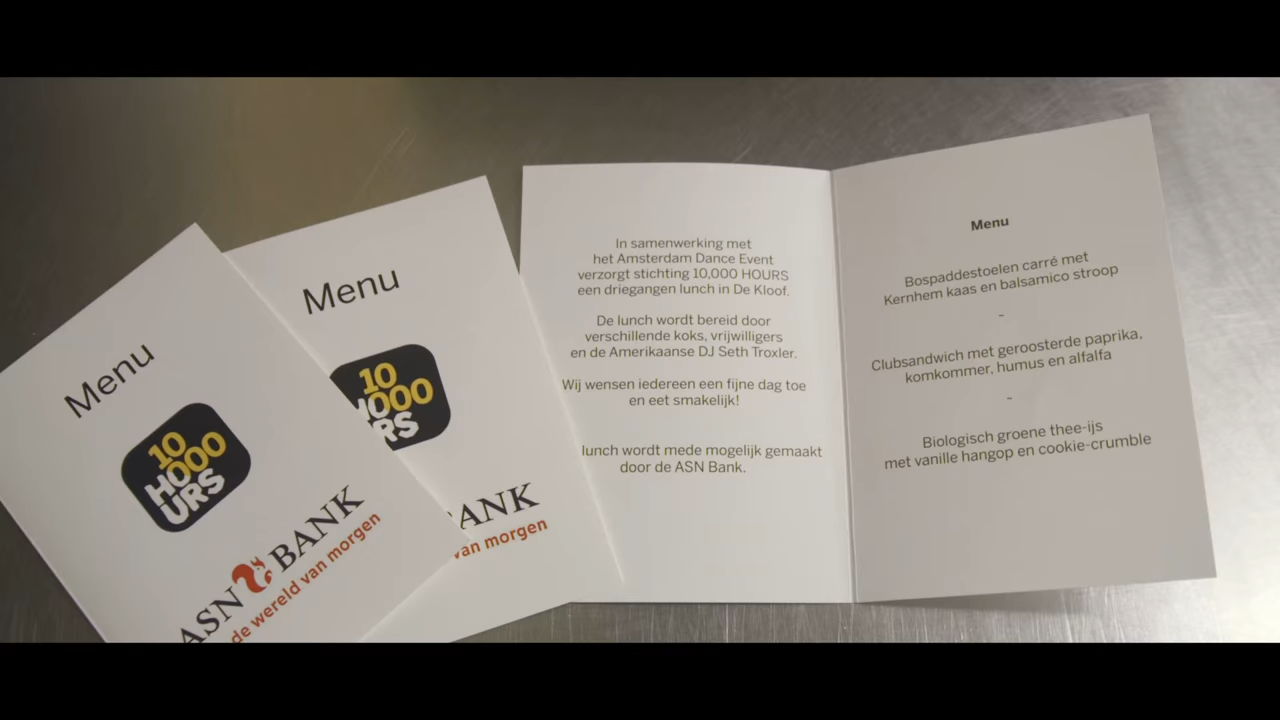 Menu
10
000
HOURS
ASN BANK
de wereld van morgen
Menu
10
000
RS
BANK
van morgen
In samenwerking met
het Amsterdam Dance Event
verzorgt stichting 10,000 HOURS
een driegangen lunch in De Kloof.
De lunch wordt bereid door
verschillende koks, vrijwilligers
en de Amerikaanse DJ Seth Troxler.
Wij wensen iedereen een fijne dag toe
en eet smakelijk!
lunch wordt mede mogelijk gemaakt
door de ASN Bank.
Menu
Bospaddestoelen carré met
Kernhem kaas en balsamico stroop
~
Clubsandwich met geroosterde paprika,
komkommer, humus en alfalfa
~
Biologisch groene thee-ijs
met vanille hangop en cookie-crumble